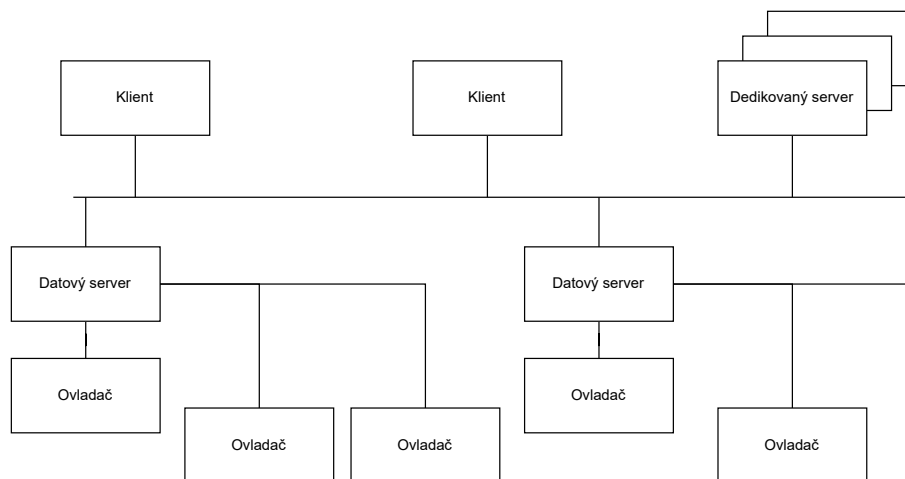 Klient
Klient
Dedikovaný server
Datový server
Datový server
Ovladač
Ovladač
Ovladač
Ovladač
Ovladač